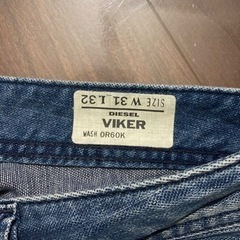 SIZE W 31 L 32
DIESEL
VIKER
WASH 0R60K